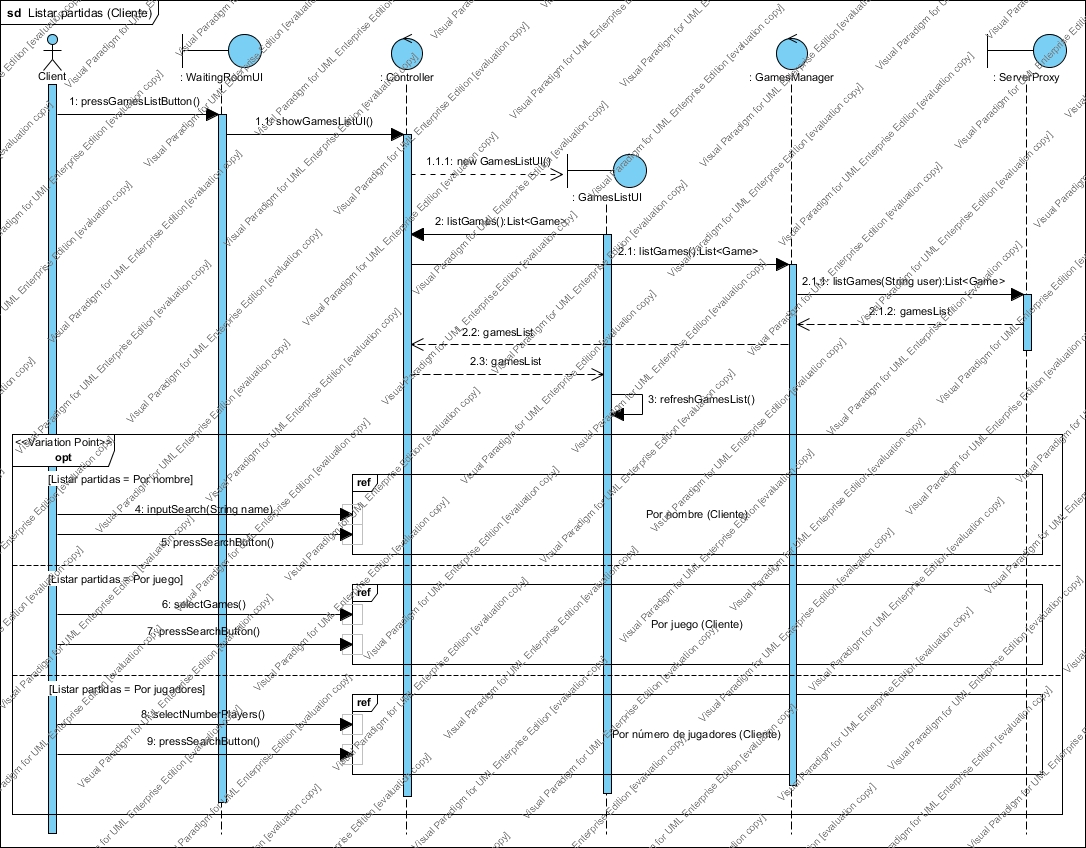 sd Listar partidas (Cliente)
Client
: WaitingRoomUI
: Controller
: GamesManager
: ServerProxy
1: pressGamesListButton()
1.1: showGamesListUI()
1.1.1: new GamesListUI()
: GamesListUI
2: listGames():List<Game>
2.1: listGames():List<Game>
2.1.1: listGames(String user):List<Game>
2.1.2: gamesList
2.2: gamesList
2.3: gamesList
3: refreshGamesList()
<<Variation Point>>
opt
[Listar partidas = Por nombre]
ref
4: inputSearch(String name)
Por nombre (Cliente)
5: pressSearchButton()
[Listar partidas = Por juego]
ref
6: selectGames()
Por juego (Cliente)
7: pressSearchButton()
[Listar partidas = Por jugadores]
ref
8: selectNumberPlayers()
Por número de jugadores (Cliente)
9: pressSearchButton()
Visual Paradigm for UML Enterprise Edition [evaluation copy]